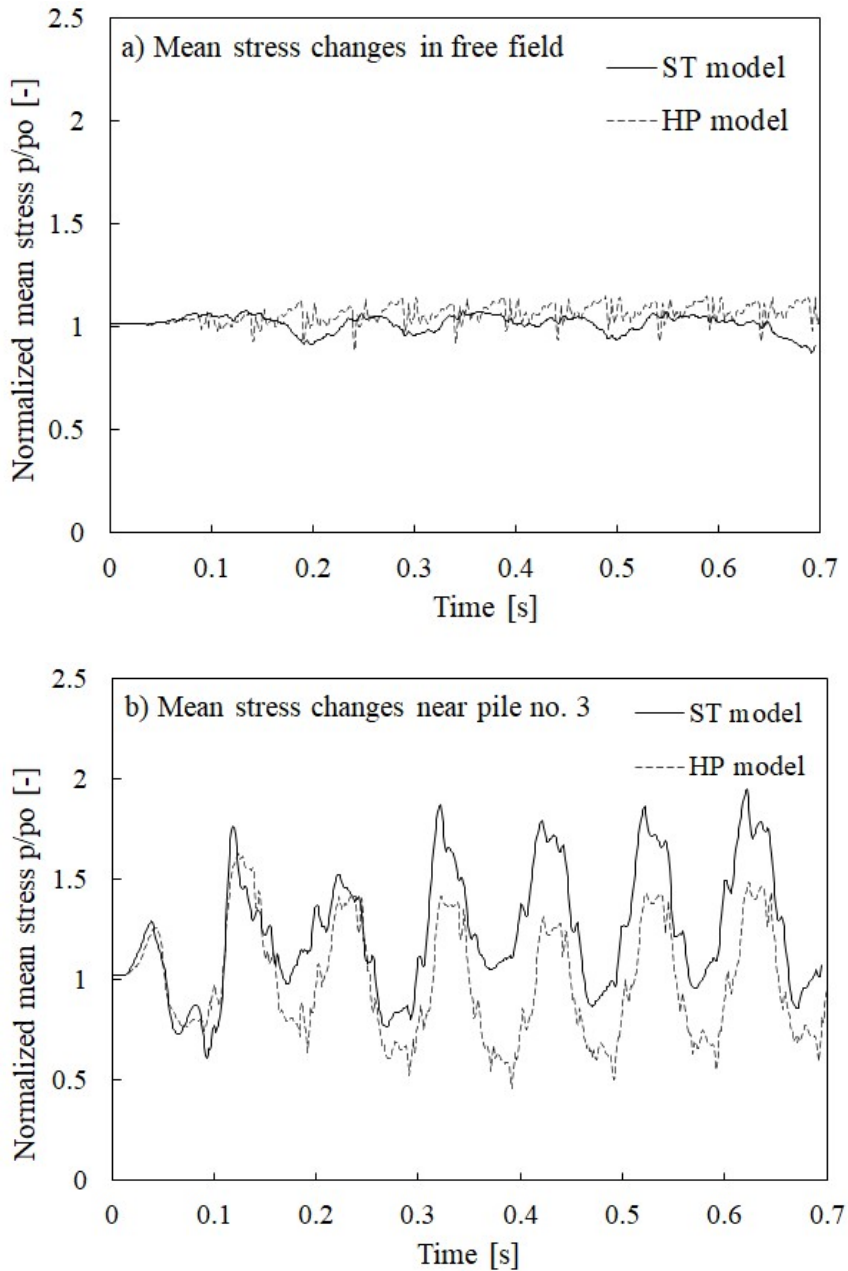 2.5
a) Mean stress changes in free field
ST model
HP model
2
1.5
1
0.5
0
Normalized mean stress p/po [-]
0 0.1 0.2 0.3 0.4 0.5 0.6 0.7
Time [s]
2.5
b) Mean stress changes near pile no. 3
ST model
HP model
2
1.5
1
0.5
0
Normalized mean stress p/po [-]
0 0.1 0.2 0.3 0.4 0.5 0.6 0.7
Time [s]